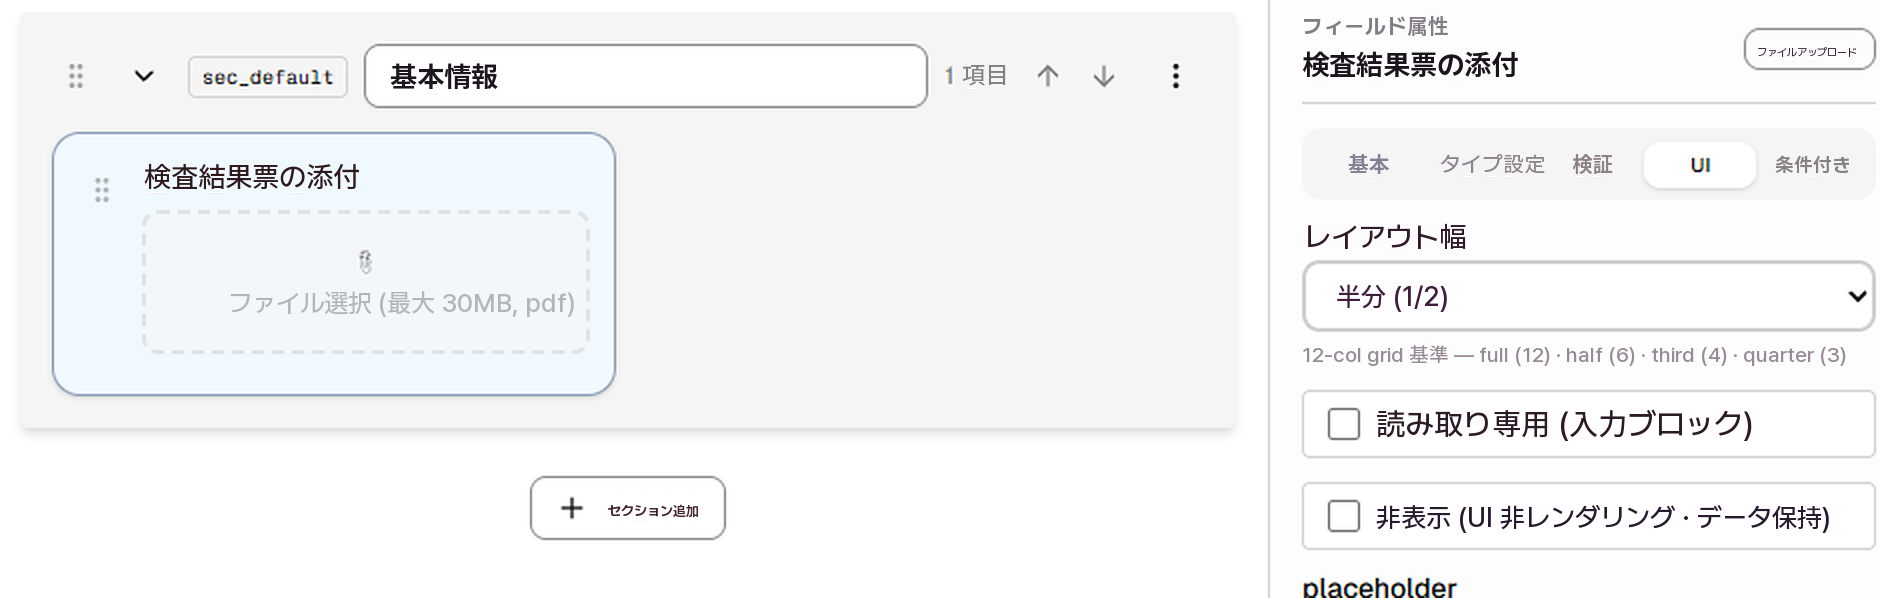 sec_default
基本情報
1 項目
検査結果票の添付
ファイル選択 (最大 30MB, pdf)
セクション追加
フィールド属性
検査結果票の添付
ファイルアップロード
基本
タイプ設定
検証
UI
条件付き
レイアウト幅
半分 (1/2)
12-col grid 基準 — full (12) · half (6) · third (4) · quarter (3)
読み取り専用 (入力ブロック)
非表示 (UI 非レンダリング · データ保持)
placeholder